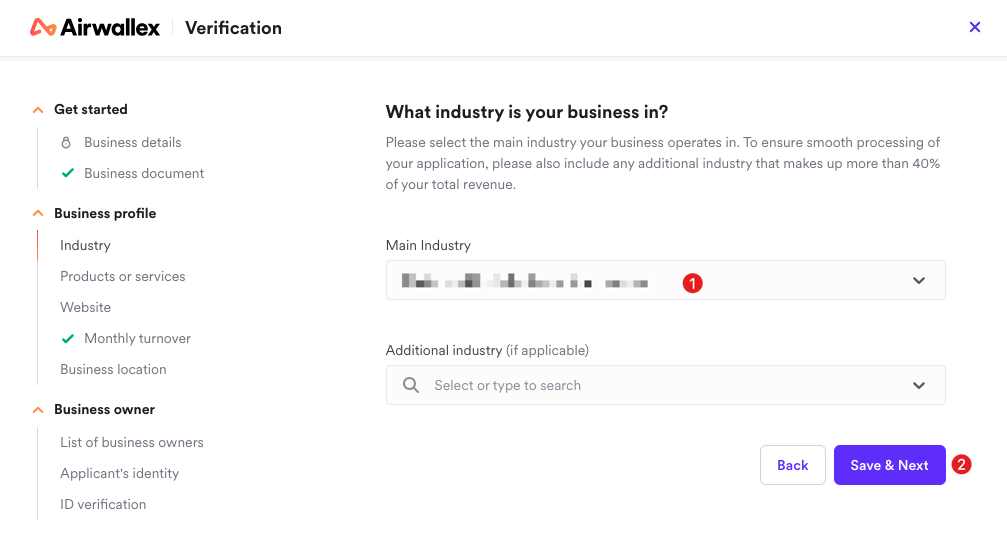 Airwallex Verification
Get started
Business details
Business document
Business profile
Industry
Products or services
Website
Monthly turnover
Business location
Business owner
List of business owners
Applicant's identity
ID verification
What industry is your business in?
Please select the main industry your business operates in. To ensure smooth processing of
your application, please also include any additional industry that makes up more than 40%
of your total revenue.
Main Industry
1
Additional industry (if applicable)
Select or type to search
Back
Save & Next
2